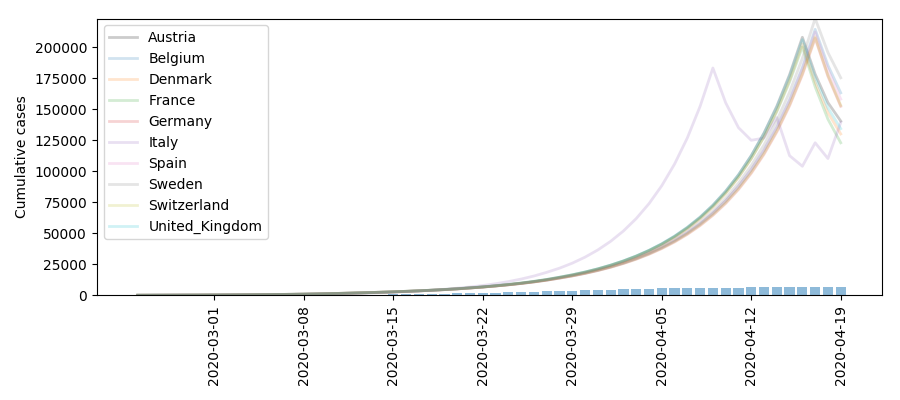 Cumulative cases
200000
175000
150000
125000
100000
75000
50000
25000
0
Austria
Belgium
Denmark
France
Germany
Italy
Spain
Sweden
Switzerland
United_Kingdom
2020-03-01
2020-03-08
2020-03-15
2020-03-22
2020-03-29
2020-04-05
2020-04-12
2020-04-19